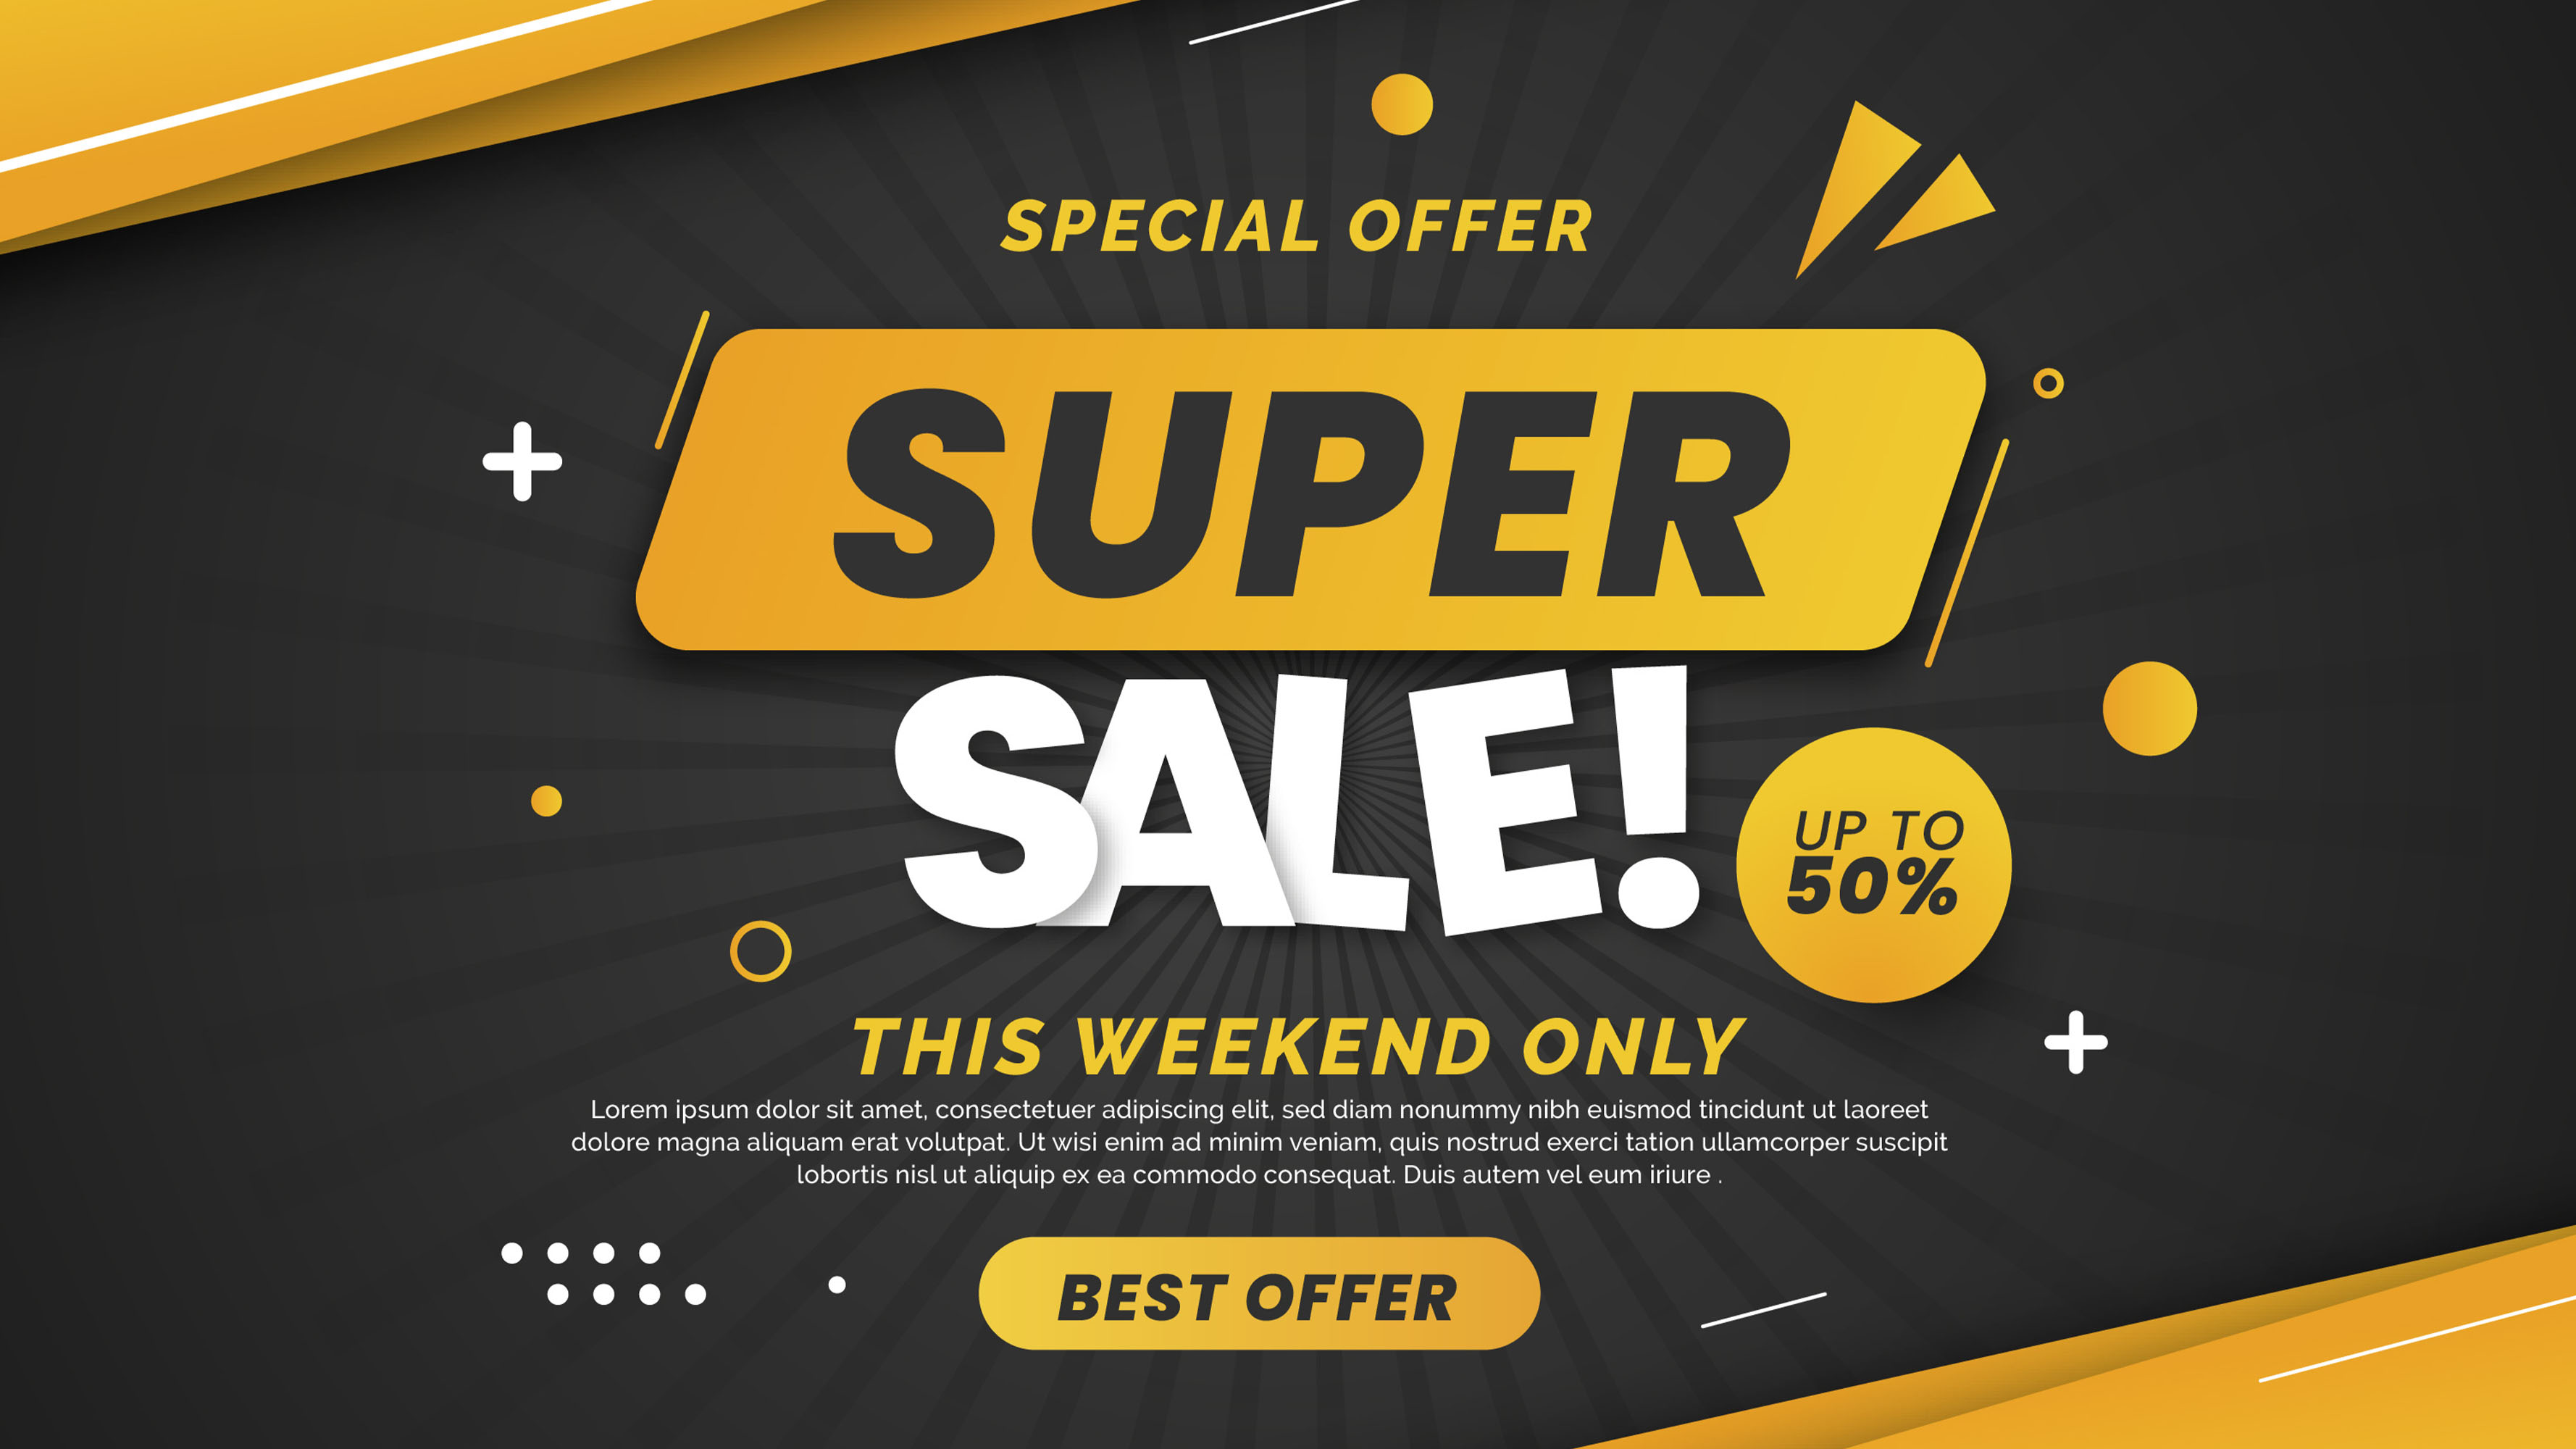 SPECIAL OFFER
SUPER
SALE!
UP TO
50%
THIS WEEKEND ONLY
Lorem ipsum dolor sit amet, consectetuer adipiscing elit, sed diam nonummy nibh euismod tincidunt ut laoreet
dolore magna aliquam erat volutpat. Ut wisi enim ad minim veniam, quis nostrud exerci tation ullamcorper suscipit
lobortis nisl ut aliquip ex ea commodo consequat. Duis autem vel eum iriure .
BEST OFFER